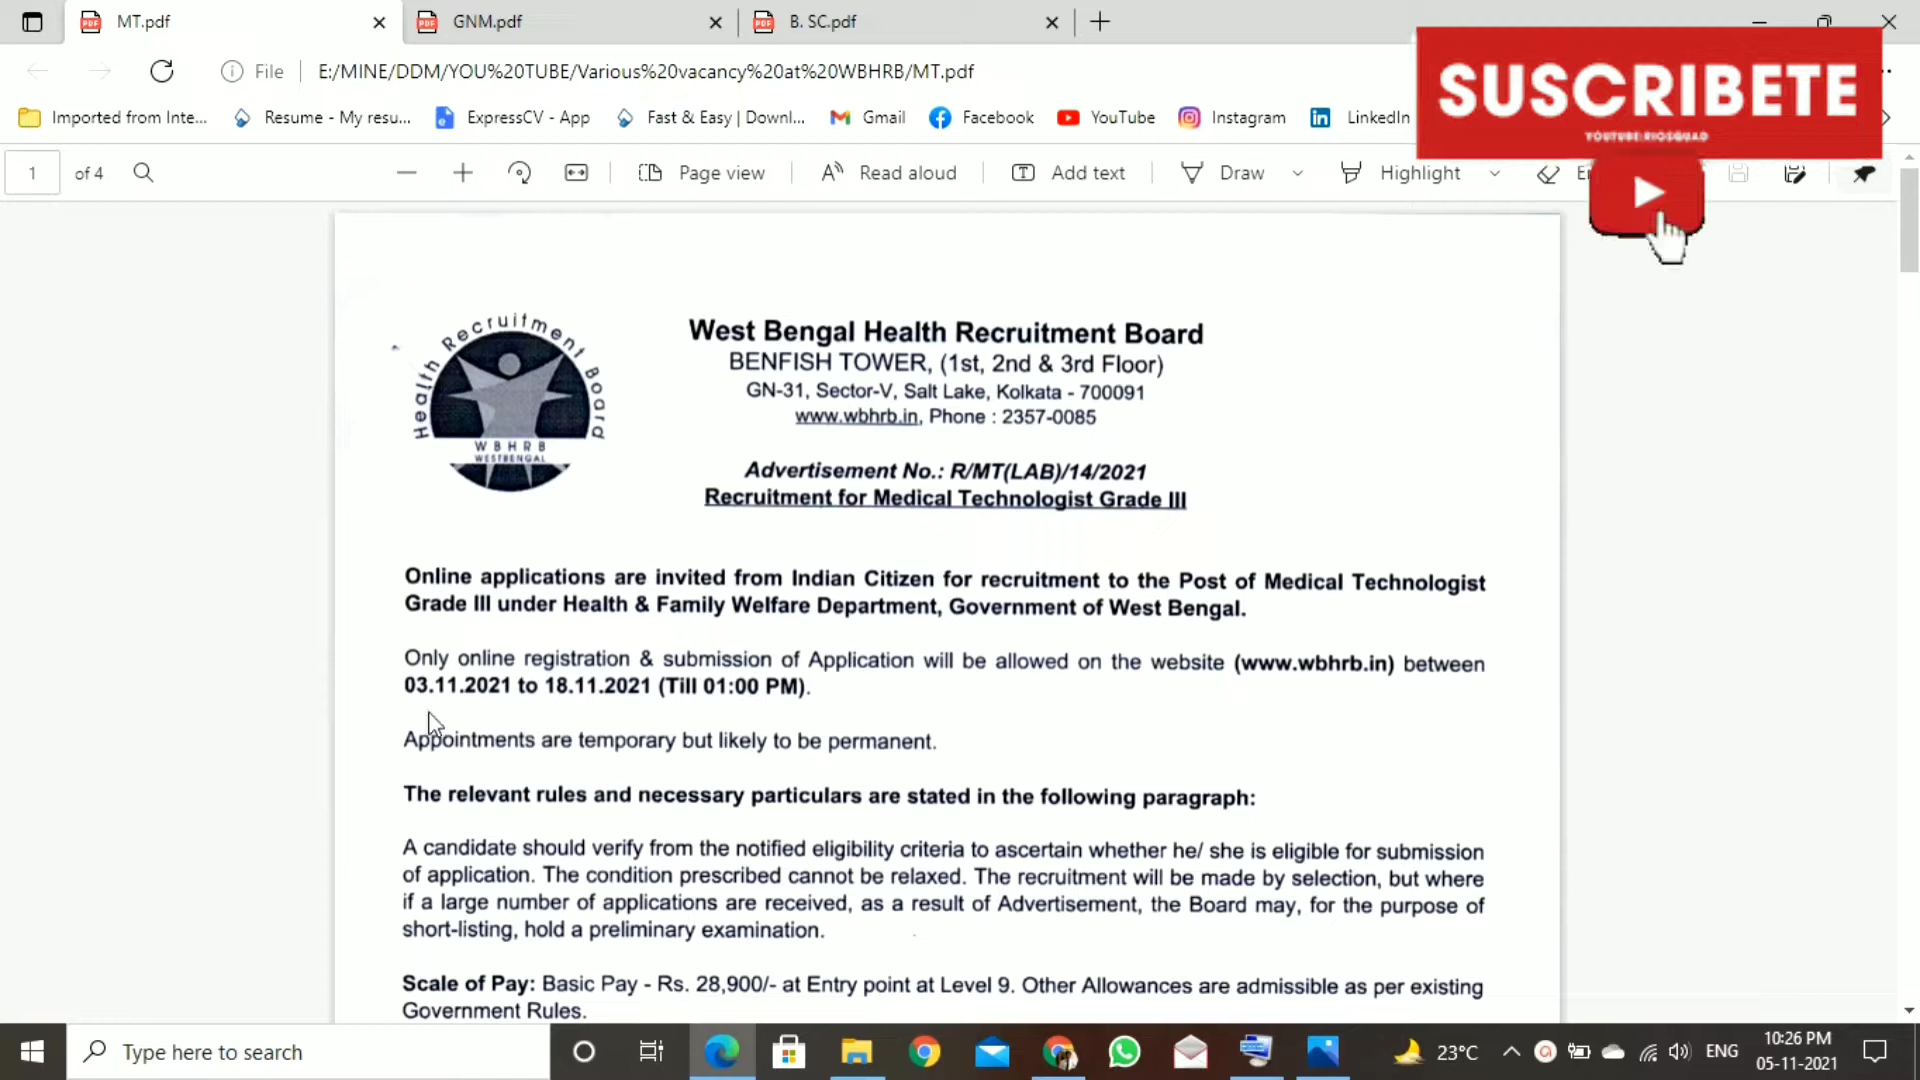 MT.pdf
GNM.pdf
B. SC.pdf
File
E:/MINE/DDM/YOU%20TUBE/Various%20vacancy%20at%20WBHRB/MT.pdf
SUSCRIBETE
YOUTUBE:RIOSQUAD
Imported from Inte...
Resume - My resu...
ExpressCV - App
Fast & Easy | Downl...
Gmail
Facebook
YouTube
Instagram
LinkedIn
1 of 4
Page view
Read aloud
Add text
Draw
Highlight
Health Recruitment Board
WBHRB
WESTBENGAL
West Bengal Health Recruitment Board
BENFISH TOWER, (1st, 2nd & 3rd Floor)
GN-31, Sector-V, Salt Lake, Kolkata - 700091
www.wbhrb.in, Phone : 2357-0085
Advertisement No.: R/MT(LAB)/14/2021
Recruitment for Medical Technologist Grade III
Online applications are invited from Indian Citizen for recruitment to the Post of Medical Technologist
Grade III under Health & Family Welfare Department, Government of West Bengal.
Only online registration & submission of Application will be allowed on the website (www.wbhrb.in) between
03.11.2021 to 18.11.2021 (Till 01:00 PM).
Appointments are temporary but likely to be permanent.
The relevant rules and necessary particulars are stated in the following paragraph:
A candidate should verify from the notified eligibility criteria to ascertain whether he/ she is eligible for submission
of application. The condition prescribed cannot be relaxed. The recruitment will be made by selection, but where
if a large number of applications are received, as a result of Advertisement, the Board may, for the purpose of
short-listing, hold a preliminary examination.
Scale of Pay: Basic Pay - Rs. 28,900/- at Entry point at Level 9. Other Allowances are admissible as per existing
Government Rules.
Type here to search
23°C
ENG
10:26 PM
05-11-2021